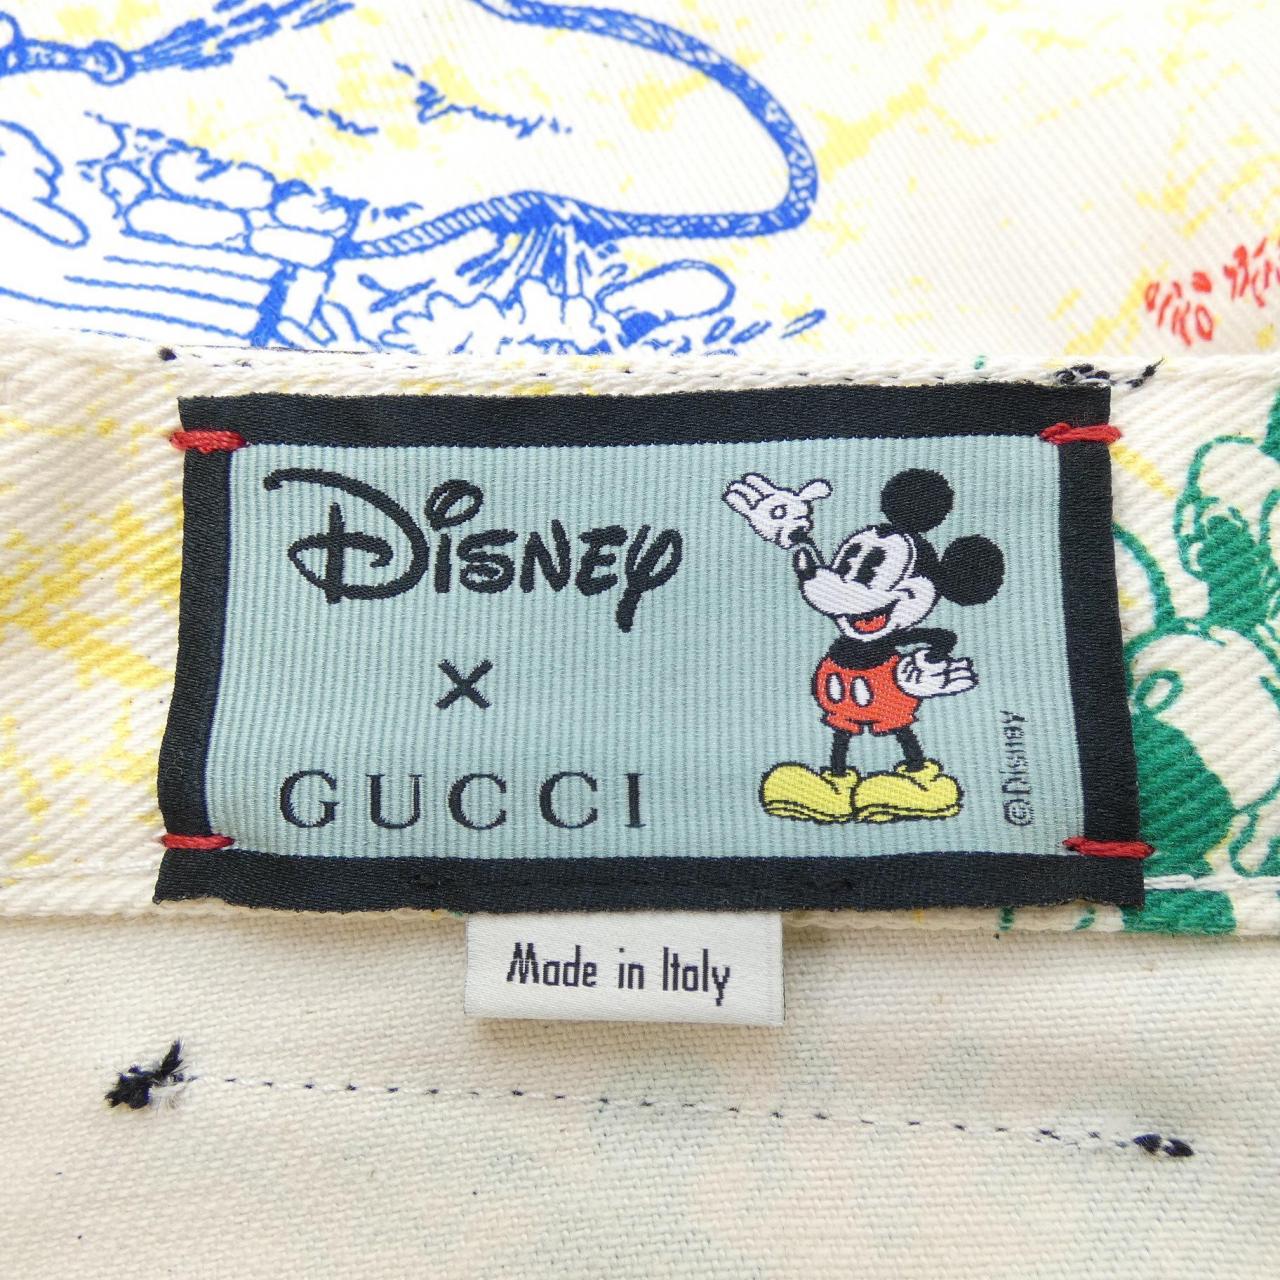 Disney
×
GUCCI
©Disney
Made in Italy